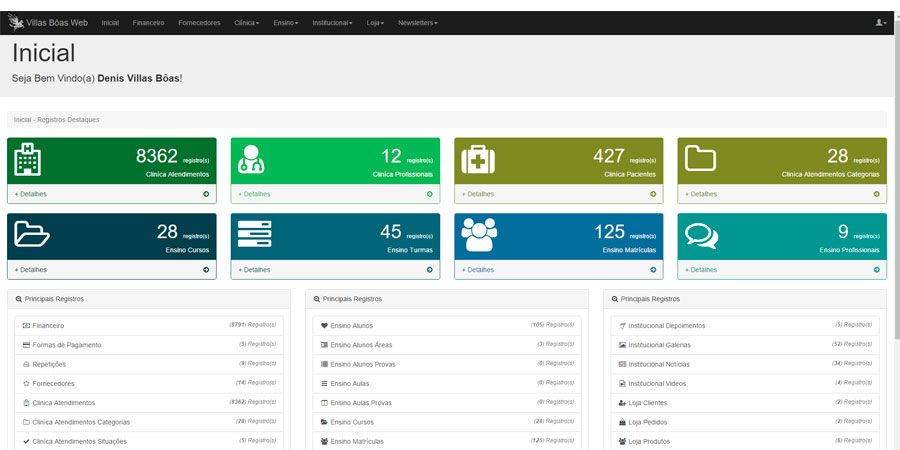 Villas Bôas Web Inicial Financeiro Fornecedores Clínica Ensino Institucional Loja Newsletters
Inicial
Seja Bem Vindo(a) Denis Villas Bôas!
Inicial - Registros Destaques
8362 registro(s)
Clínica Atendimentos
+ Detalhes
12 registro(s)
Clínica Profissionais
+ Detalhes
427 registro(s)
Clínica Pacientes
+ Detalhes
28 registro(s)
Clínica Atendimentos Categorias
+ Detalhes
28 registro(s)
Ensino Cursos
+ Detalhes
45 registro(s)
Ensino Turmas
+ Detalhes
125 registro(s)
Ensino Matrículas
+ Detalhes
9 registro(s)
Ensino Profissionais
+ Detalhes
Principais Registros
Financeiro (8791) Registro(s)
Formas de Pagamento (5) Registro(s)
Repetições (9) Registro(s)
Fornecedores (14) Registro(s)
Clínica Atendimentos (8362) Registro(s)
Clínica Atendimentos Categorias (28) Registro(s)
Clínica Atendimentos Situações (5) Registro(s)
Principais Registros
Ensino Alunos (105) Registro(s)
Ensino Alunos Áreas (3) Registro(s)
Ensino Alunos Provas (0) Registro(s)
Ensino Aulas (0) Registro(s)
Ensino Aulas Provas (0) Registro(s)
Ensino Cursos (28) Registro(s)
Ensino Matrículas (125) Registro(s)
Principais Registros
Institucional Depoimentos (5) Registro(s)
Institucional Galerias (52) Registro(s)
Institucional Notícias (34) Registro(s)
Institucional Vídeos (4) Registro(s)
Loja Clientes (2) Registro(s)
Loja Pedidos (2) Registro(s)
Loja Produtos (6) Registro(s)